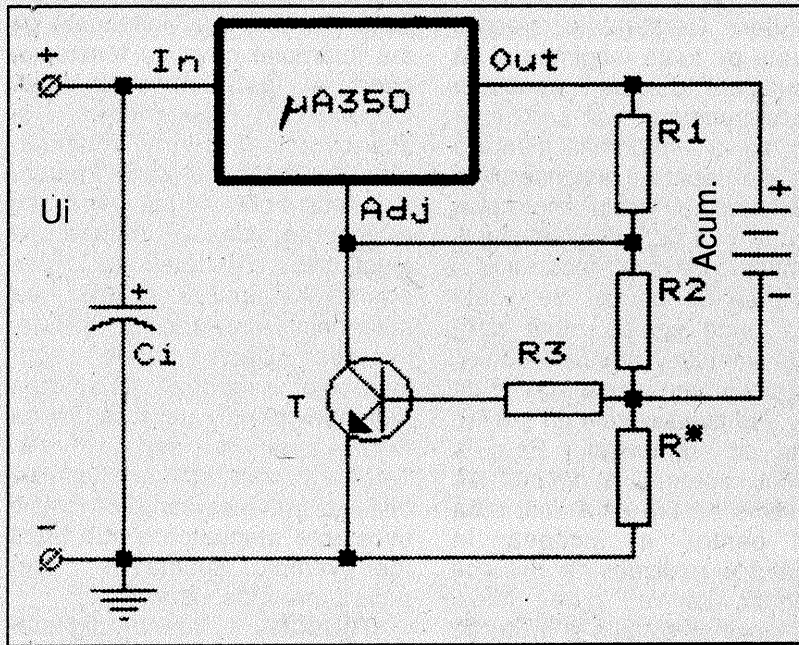 +
In
µA350
Out
R1
Ui
Adj
+
Acum.
+
Ci
R2
-
R3
T
R*
-